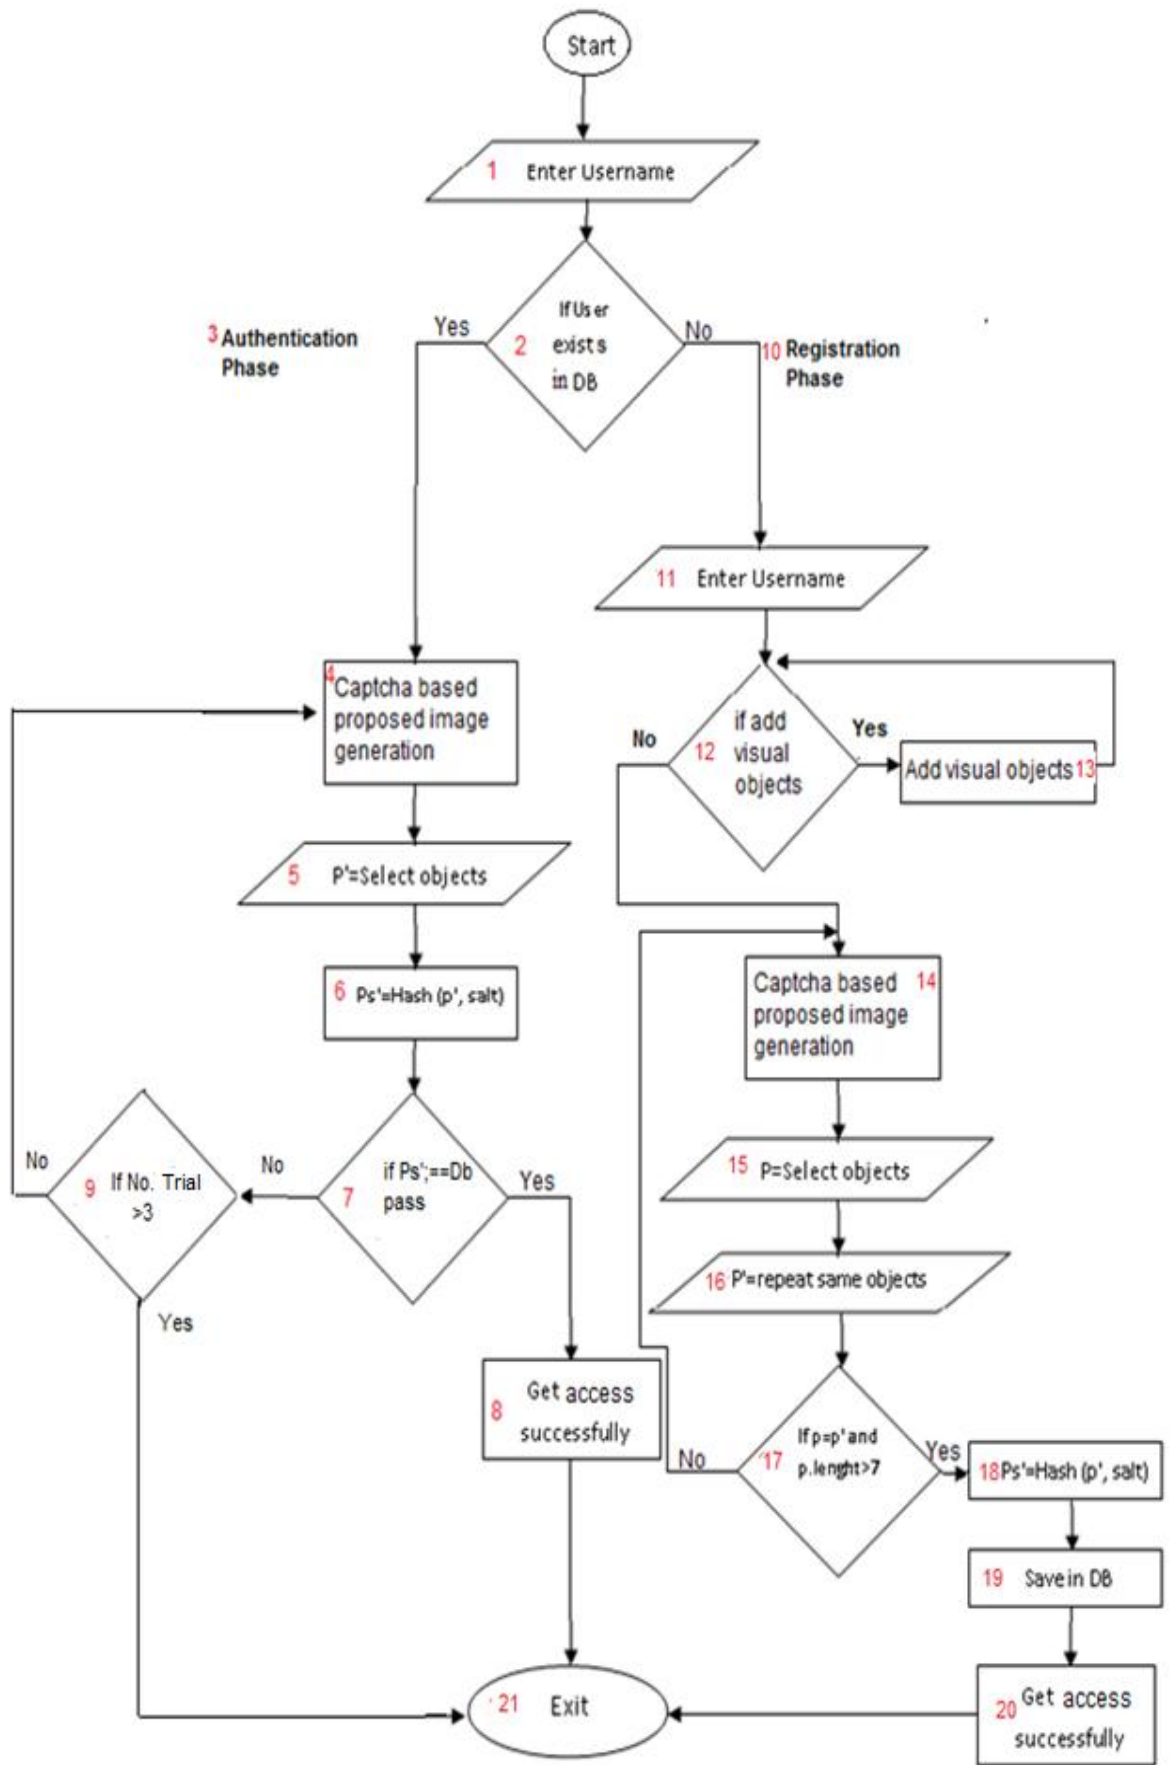 Start
1 Enter Username
If User
2 exists
in DB
Yes
No
3 Authentication
Phase
10 Registration
Phase
11 Enter Username
4
Captcha based
proposed image
generation
if add
12 visual
objects
No
Yes
Add visual objects 13
5 P'=Select objects
6 Ps'=Hash (p', salt)
Captcha based 14
proposed image
generation
if Ps';==Db
7 pass
No
Yes
9 If No. Trial
>3
No
Yes
15 P=Select objects
16 P'=repeat same objects
Get access
8 successfully
If p=p' and
17 p.lenght>7
No
Yes
18 Ps'=Hash (p', salt)
19 Save in DB
20 Get access
successfully
21 Exit